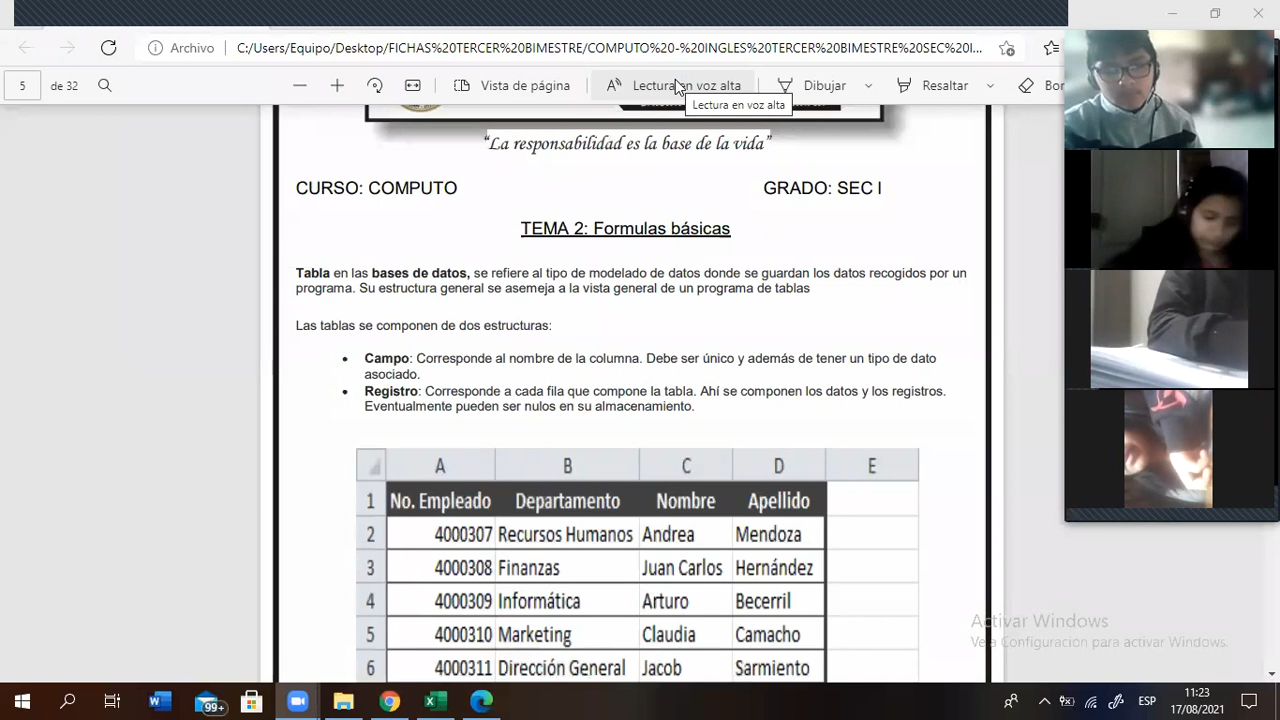 Archivo
C:/Users/Equipo/Desktop/FICHAS%20TERCER%20BIMESTRE/COMPUTO%20-%20INGLES%20TERCER%20BIMESTRE%20SEC%20I...
5 de 32
Vista de página
Lectura en voz alta
Dibujar
Resaltar
Bor
Lectura en voz alta
“La responsabilidad es la base de la vida”
CURSO: COMPUTO GRADO: SEC I
TEMA 2: Formulas básicas
Tabla en las bases de datos, se refiere al tipo de modelado de datos donde se guardan los datos recogidos por un
programa. Su estructura general se asemeja a la vista general de un programa de tablas
Las tablas se componen de dos estructuras:
• Campo: Corresponde al nombre de la columna. Debe ser único y además de tener un tipo de dato
asociado.
• Registro: Corresponde a cada fila que compone la tabla. Ahí se componen los datos y los registros.
Eventualmente pueden ser nulos en su almacenamiento.
A B C D E
1 No. Empleado Departamento Nombre Apellido
2 4000307 Recursos Humanos Andrea Mendoza
3 4000308 Finanzas Juan Carlos Hernández
4 4000309 Informática Arturo Becerril
5 4000310 Marketing Claudia Camacho
6 4000311 Dirección General Jacob Sarmiento
Activar Windows
Ve a Configuración para activar Windows.
99+
ESP
11:23
17/08/2021